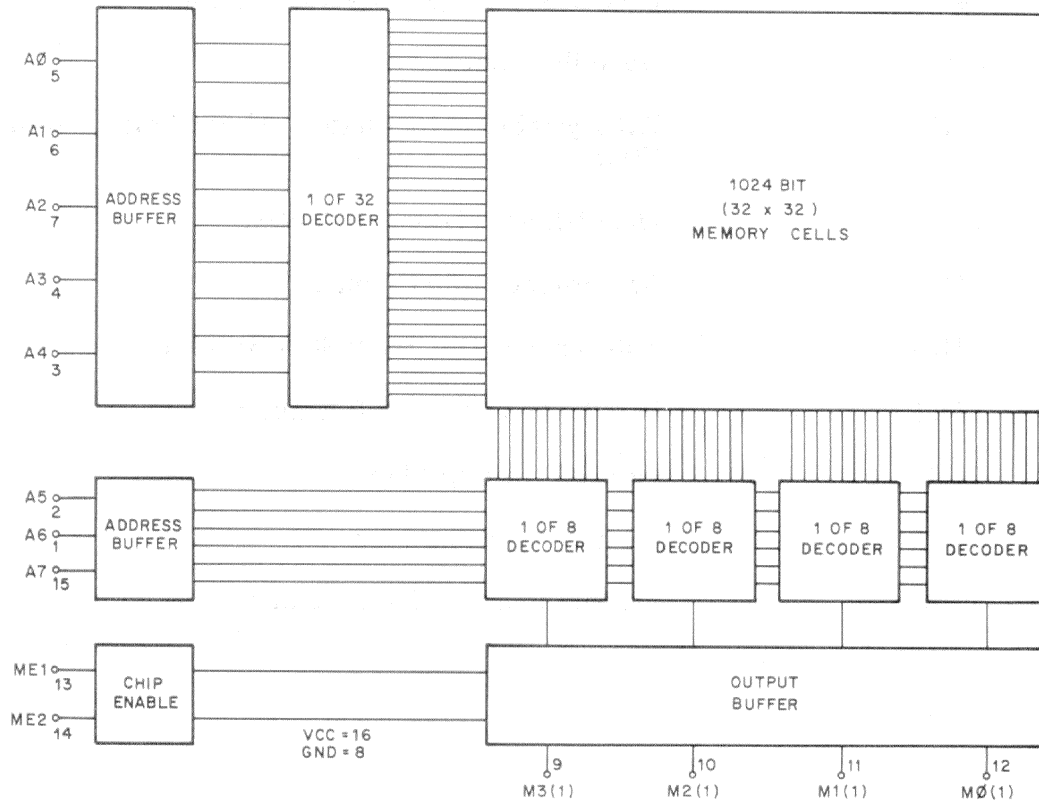 AØ
5
A1
6
A2
7
A3
4
A4
3
ADDRESS
BUFFER
1 OF 32
DECODER
1024 BIT
(32 x 32)
MEMORY CELLS
A5
2
A6
1
A7
15
ADDRESS
BUFFER
1 OF 8
DECODER
1 OF 8
DECODER
1 OF 8
DECODER
1 OF 8
DECODER
ME1
13
ME2
14
CHIP
ENABLE
VCC = 16
GND = 8
OUTPUT
BUFFER
9
M3(1)
10
M2(1)
11
M1(1)
12
MØ(1)